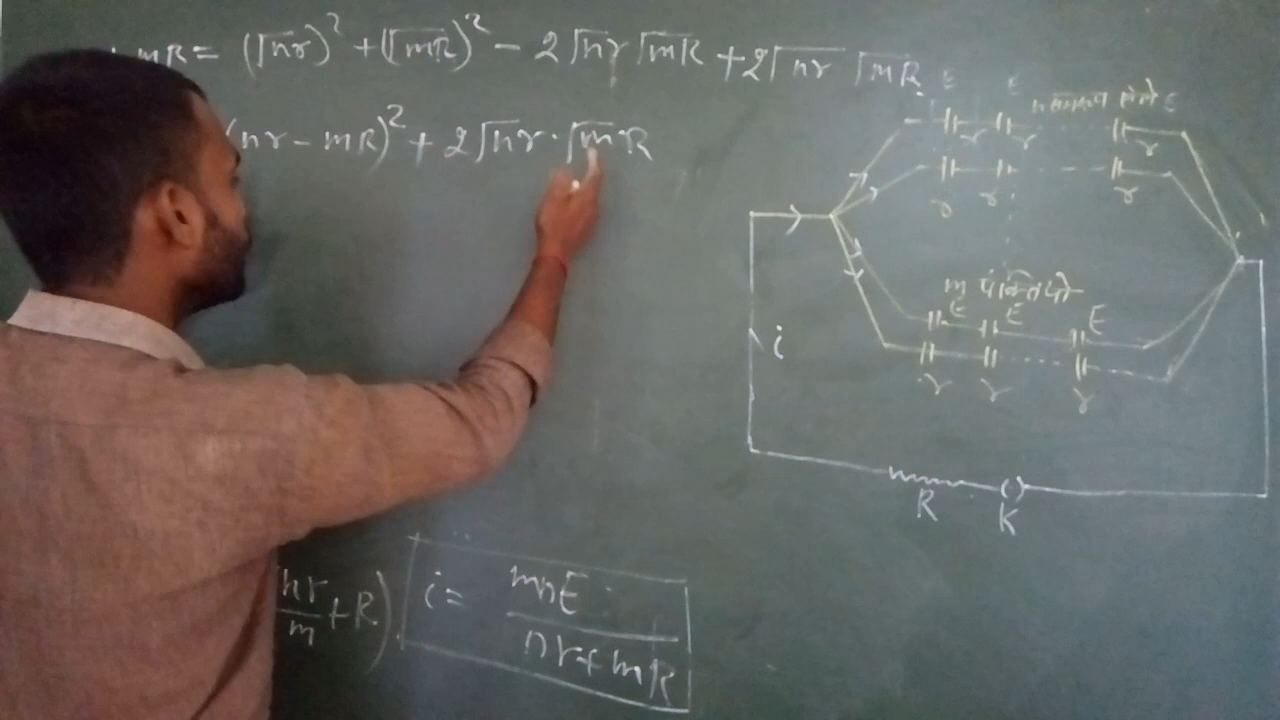 mR = (√nr)² + (√mR)² - 2√nr √mR + 2√nr √mR
(nr - mR)² + 2√nr · √mR
E E E
r r r
r r r
m
E E E
r r r
i
R K
nr/m + R)
i = mnE / nr + mR